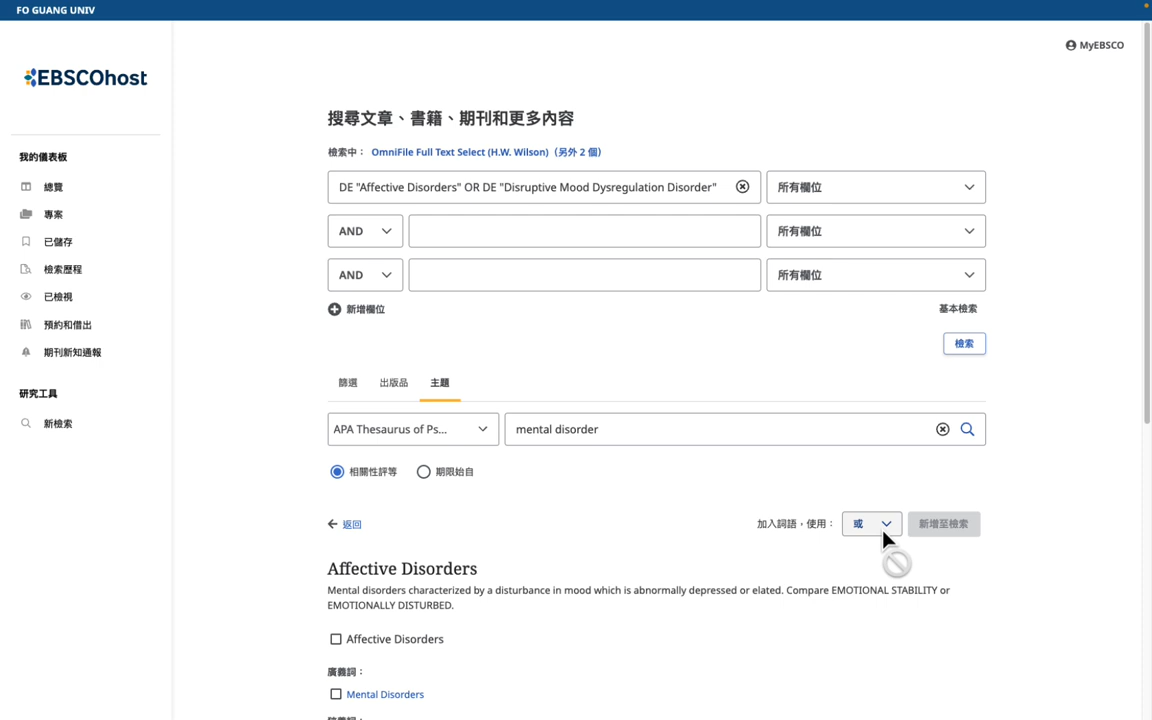 FO GUANG UNIV
MyEBSCO
EBSCOhost
我的儀表板
總覽
專案
已儲存
檢索歷程
已檢視
預約和借出
期刊新知通報
研究工具
新檢索
搜尋文章、書籍、期刊和更多內容
檢索中： OmniFile Full Text Select (H.W. Wilson)（另外 2 個）
DE "Affective Disorders" OR DE "Disruptive Mood Dysregulation Disorder" 所有欄位
AND 所有欄位
AND 所有欄位
新增欄位 基本檢索
檢索
篩選 出版品 主題
APA Thesaurus of Ps... mental disorder
相關性評等 期限始自
返回 加入詞語，使用： 或 新增至檢索
Affective Disorders
Mental disorders characterized by a disturbance in mood which is abnormally depressed or elated. Compare EMOTIONAL STABILITY or
EMOTIONALLY DISTURBED.
Affective Disorders
廣義詞：
Mental Disorders